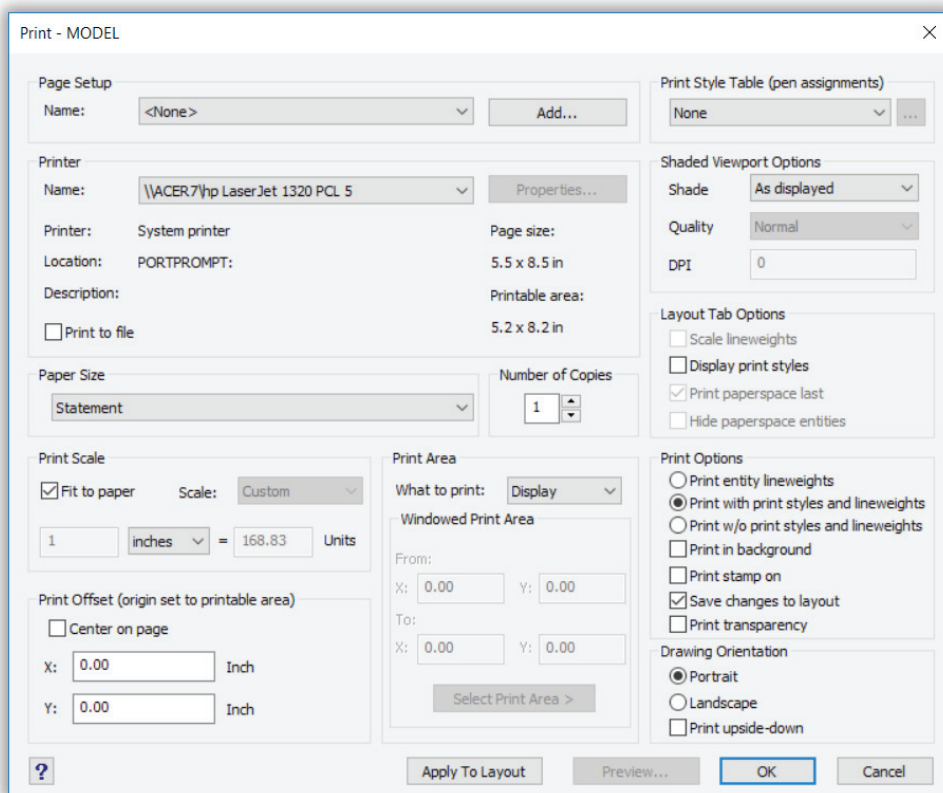 Print - MODEL
Page Setup
Name: <None> Add...
Print Style Table (pen assignments)
None ...
Printer
Name: \\ACER7\hp LaserJet 1320 PCL 5 Properties...
Printer: System printer Page size:
Location: PORTPROMPT: 5.5 x 8.5 in
Description: Printable area:
Print to file 5.2 x 8.2 in
Shaded Viewport Options
Shade As displayed
Quality Normal
DPI 0
Layout Tab Options
Scale lineweights
Display print styles
Print paperspace last
Hide paperspace entities
Paper Size
Statement
Number of Copies
1
Print Scale
Fit to paper Scale: Custom
1 inches = 168.83 Units
Print Offset (origin set to printable area)
Center on page
X: 0.00 Inch
Y: 0.00 Inch
Print Area
What to print: Display
Windowed Print Area
From:
X: 0.00 Y: 0.00
To:
X: 0.00 Y: 0.00
Select Print Area >
Print Options
Print entity lineweights
Print with print styles and lineweights
Print w/o print styles and lineweights
Print in background
Print stamp on
Save changes to layout
Print transparency
Drawing Orientation
Portrait
Landscape
Print upside-down
? Apply To Layout Preview... OK Cancel